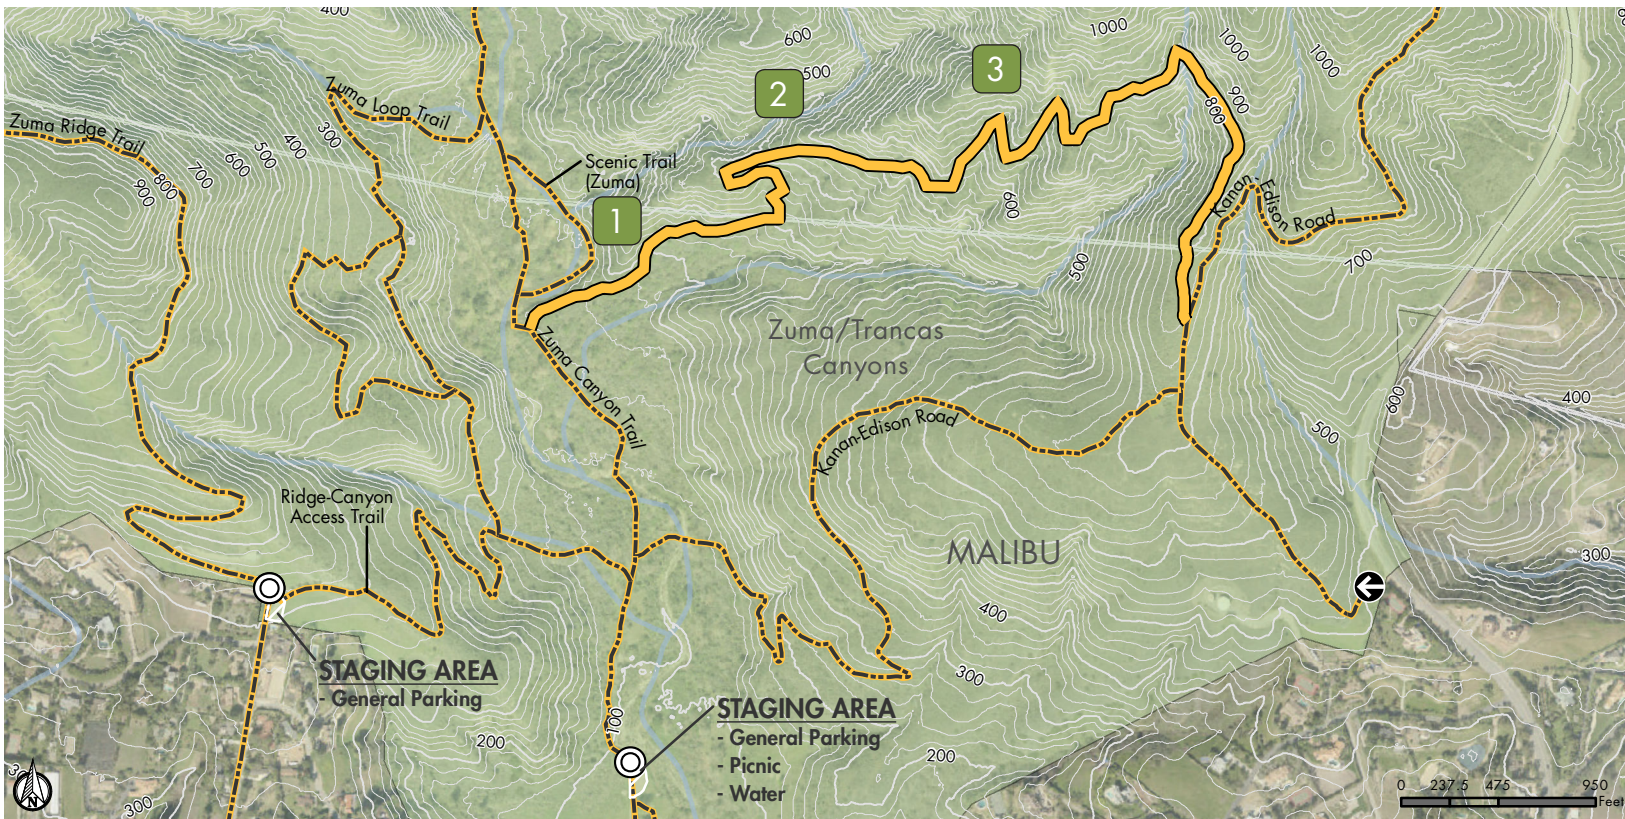 400
600
500
1000
1000
1000
3
2
900
800
Zuma Loop Trail
Zuma Ridge Trail
300
400
500
600
700
800
900
Scenic Trail
(Zuma)
1
600
Kanan - Edison Road
500
700
Zuma/Trancas
Canyons
Zuma Canyon Trail
600
400
Kanan-Edison Road
500
Ridge-Canyon
Access Trail
MALIBU
300
400
STAGING AREA
- General Parking
300
STAGING AREA
- General Parking
- Picnic
- Water
100
200
200
300
N
0 237.5 475 950
Feet